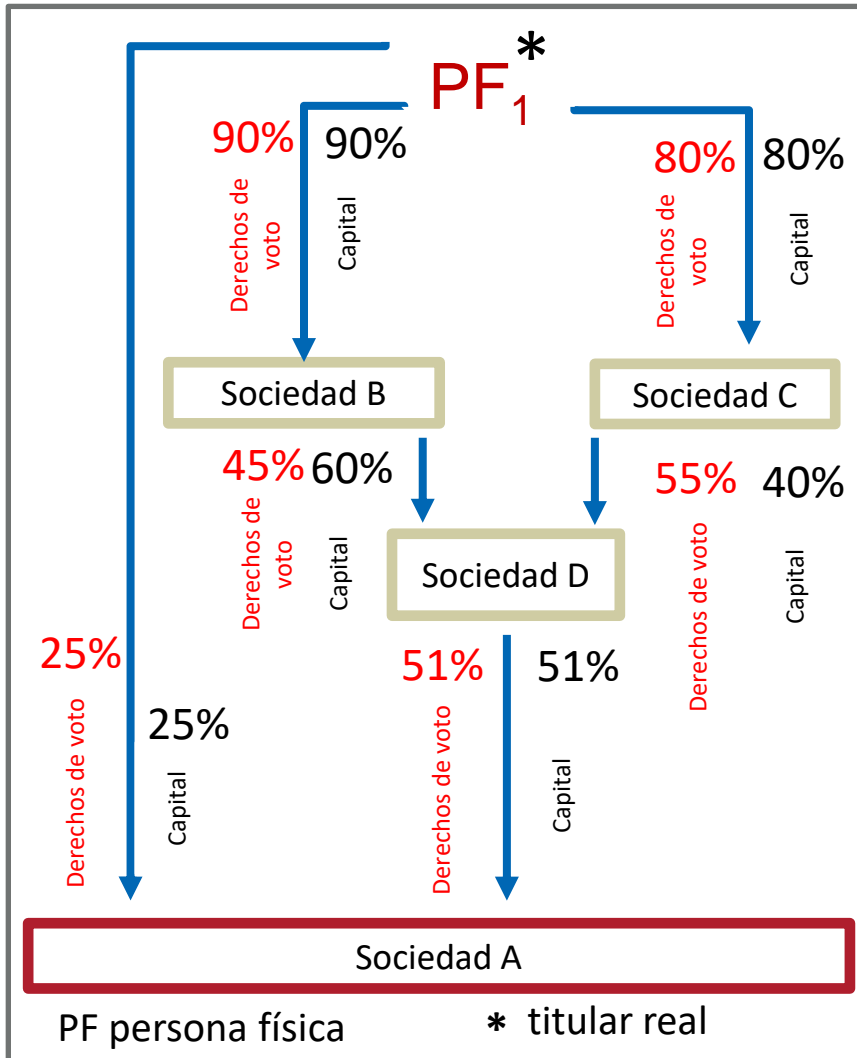 PF1*
90%
90%
Derechos de
voto
Capital
80%
80%
Derechos de
voto
Capital
Sociedad B
Sociedad C
45%
60%
Derechos de
voto
Capital
55%
40%
Derechos de voto
Capital
Sociedad D
25%
25%
Derechos de voto
Capital
51%
51%
Derechos de voto
Capital
Sociedad A
PF persona física
* titular real